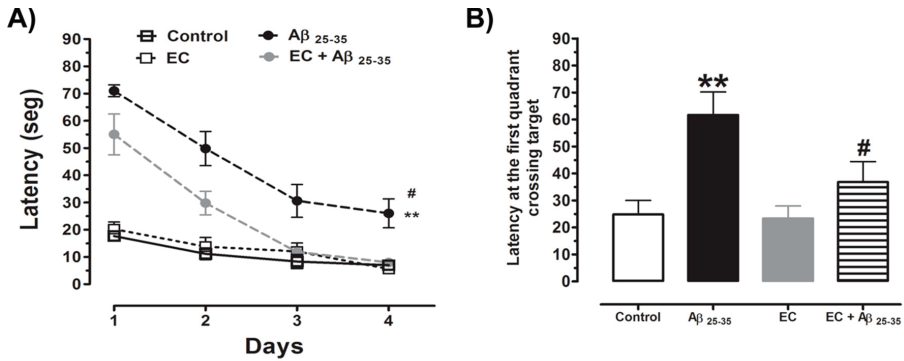 A)
Control
EC
Aβ 25-35
EC + Aβ 25-35
Latency (seg)
90
80
70
60
50
40
30
20
10
0
#
**
1 2 3 4
Days
B)
Latency at the first quadrant
crossing target
90
80
70
60
50
40
30
20
10
0
**
#
Control Aβ 25-35 EC EC + Aβ 25-35